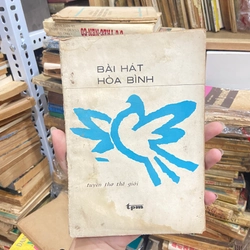 BÀI HÁT
HÒA BÌNH
tuyển thơ thế giới
tpm